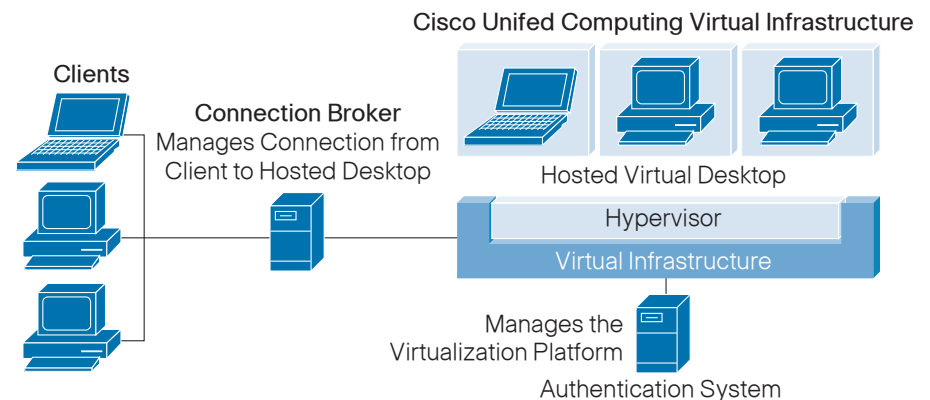 Cisco Unifed Computing Virtual Infrastructure
Clients
Connection Broker
Manages Connection from
Client to Hosted Desktop
Hosted Virtual Desktop
Hypervisor
Virtual Infrastructure
Manages the
Virtualization Platform
Authentication System